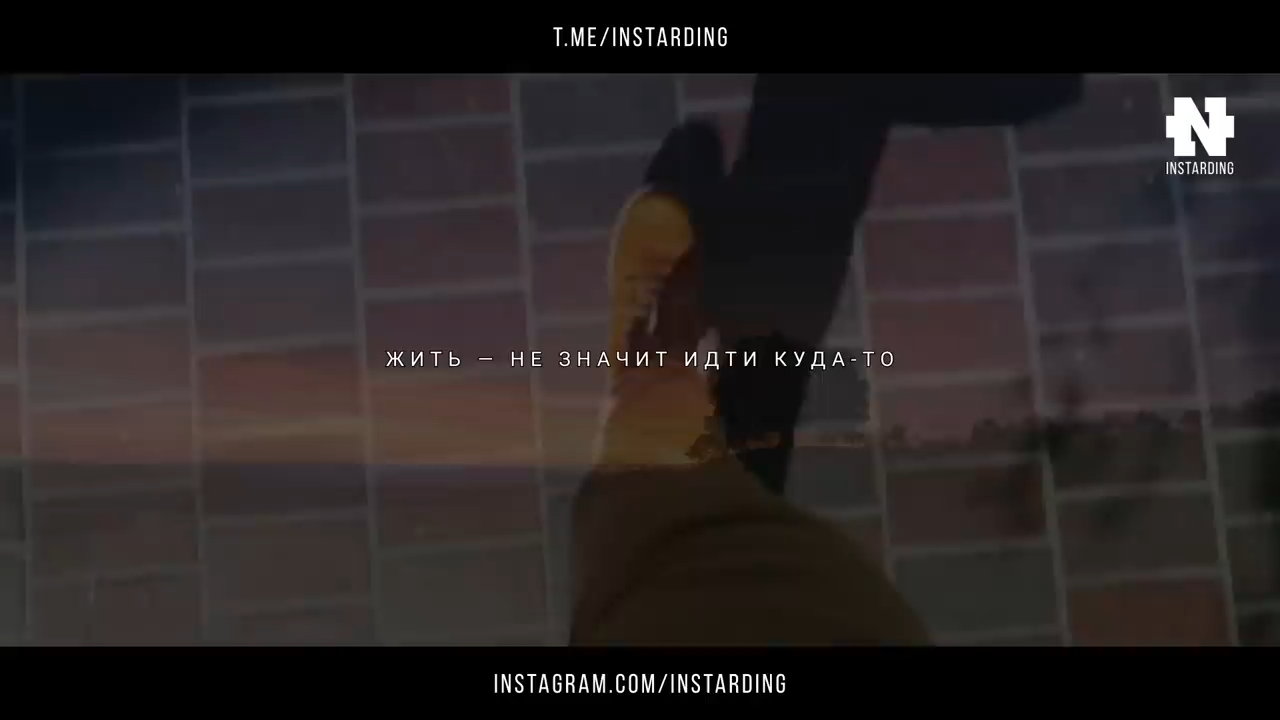 T.ME/INSTARDING
N
INSTARDING
ЖИТЬ – НЕ ЗНАЧИТ ИДТИ КУДА-ТО
INSTAGRAM.COM/INSTARDING